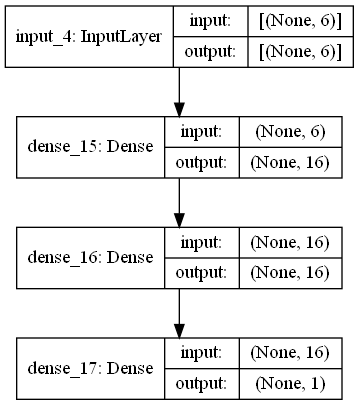 input_4: InputLayer input: [(None, 6)]
output: [(None, 6)]
dense_15: Dense input: (None, 6)
output: (None, 16)
dense_16: Dense input: (None, 16)
output: (None, 16)
dense_17: Dense input: (None, 16)
output: (None, 1)